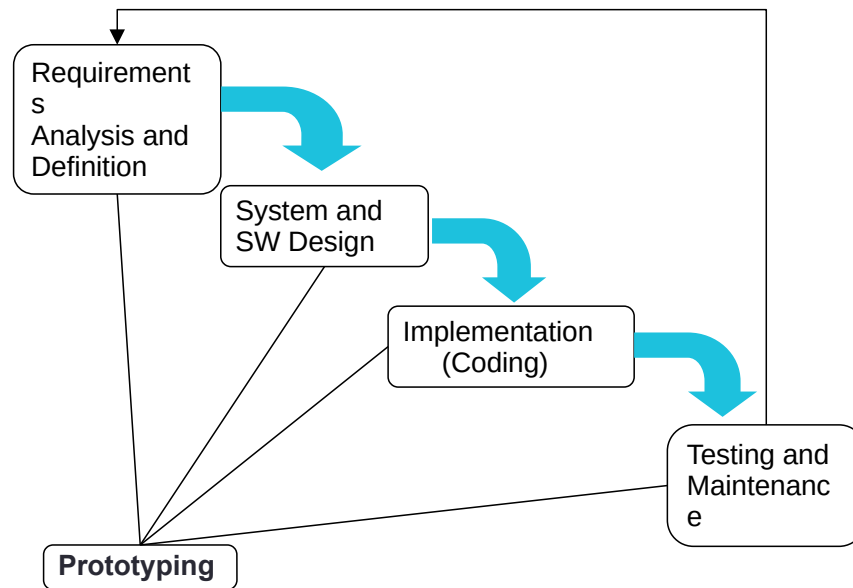 Requirement
s
Analysis and
Definition
System and
SW Design
Implementation
(Coding)
Testing and
Maintenanc
e
Prototyping